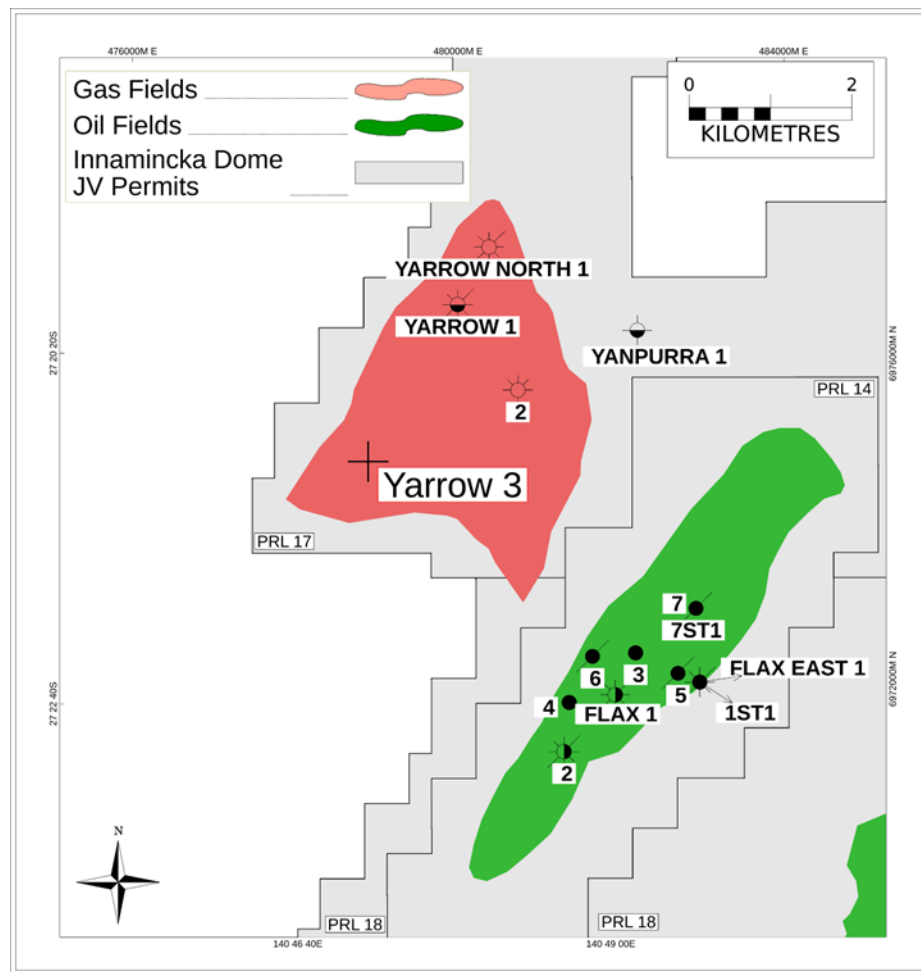 476000M E
480000M E
484000M E
Gas Fields
Oil Fields
Innamincka Dome
JV Permits
0
2
KILOMETRES
YARROW NORTH 1
YARROW 1
YANPURRA 1
27 20 20S
6976000M N
PRL 14
2
Yarrow 3
PRL 17
7
7ST1
3
6
FLAX EAST 1
5
4
FLAX 1
1ST1
27 22 40S
6972000M N
2
N
PRL 18
PRL 18
140 46 40E
140 49 00E